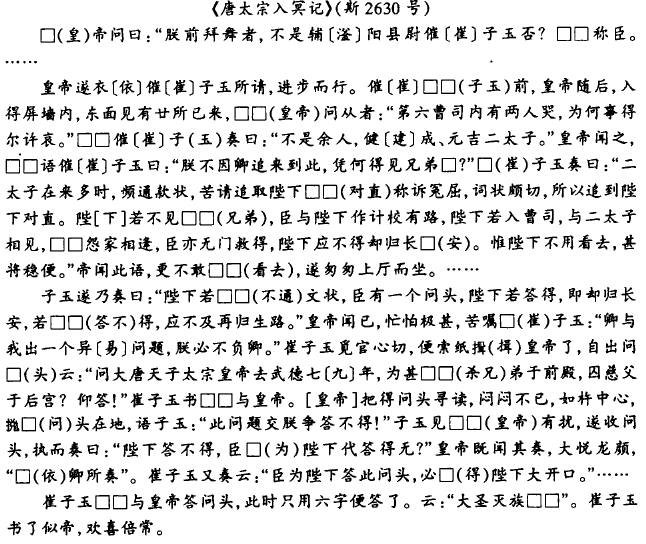 《唐太宗入冥记》(斯2630号)
□(皇)帝问曰:“朕前拜舞者,不是辅〔滏〕阳县尉催〔崔〕子玉否? □□称臣。
……
皇帝遂衣〔依〕催〔崔〕子玉所请,进步而行。催〔崔〕□□(子玉)前,皇帝随后,入
得屏墙内,东面见有廿所已来,□□(皇帝)问从者:“第六曹司内有两人哭,为何事得
尔许哀。”□□催〔崔〕子(玉)奏曰:“不是余人,健〔建〕成、元吉二太子。”皇帝闻之,
□□语催〔崔〕子玉曰:“朕不因卿追来到此,凭何得见兄弟□?”□(崔)子玉奏曰:“二
太子在来多时,频通款状,苦请追取陛下□□(对直)称诉冤屈,词状颇切,所以追到陛
下对直。陛[下]若不见□□(兄弟),臣与陛下作计校有路,陛下若入曹司,与二太子
相见,□□怨家相逢,臣亦无门救得,陛下应不得却归长□(安)。惟陛下不用看去,甚
将稳便。”帝闻此语,更不敢□□(看去),遂匆匆上厅而坐。……
子玉遂乃奏曰:“陛下若□□(不通)文状,臣有一个问头,陛下若答得,即却归长
安,若□□(答不)得,应不及再归生路。”皇帝闻已,忙怕极甚,苦嘱□(崔)子玉:“卿与
我出一个异〔易〕问题,朕必不负卿。”崔子玉觅官心切,便索纸揖(揖)皇帝了,自出问
□(头)云:“问大唐天子太宗皇帝去武德七〔九〕年,为甚□□(杀兄)弟于前殿,囚慈父
于后宫? 仰答!”崔子玉书□□与皇帝。[皇帝]把得问头寻读,闷闷不已,如杵中心,
抛□(问)头在地,语子玉:“此问题交朕争答不得!”子玉见□□(皇帝)有扰,遂收问
头,执而奏曰:“陛下答不得,臣□(为)陛下代答得无?”皇帝既闻其奏,大悦龙颜,
“□(依)卿所奏”。崔子玉又奏云:“臣为陛下答此问头,必□(得)陛下大开口。”……
崔子玉□□与皇帝答问头,此时只用六字便答了。云:“大圣灭族□□”。崔子玉
书了似帝,欢喜倍常。